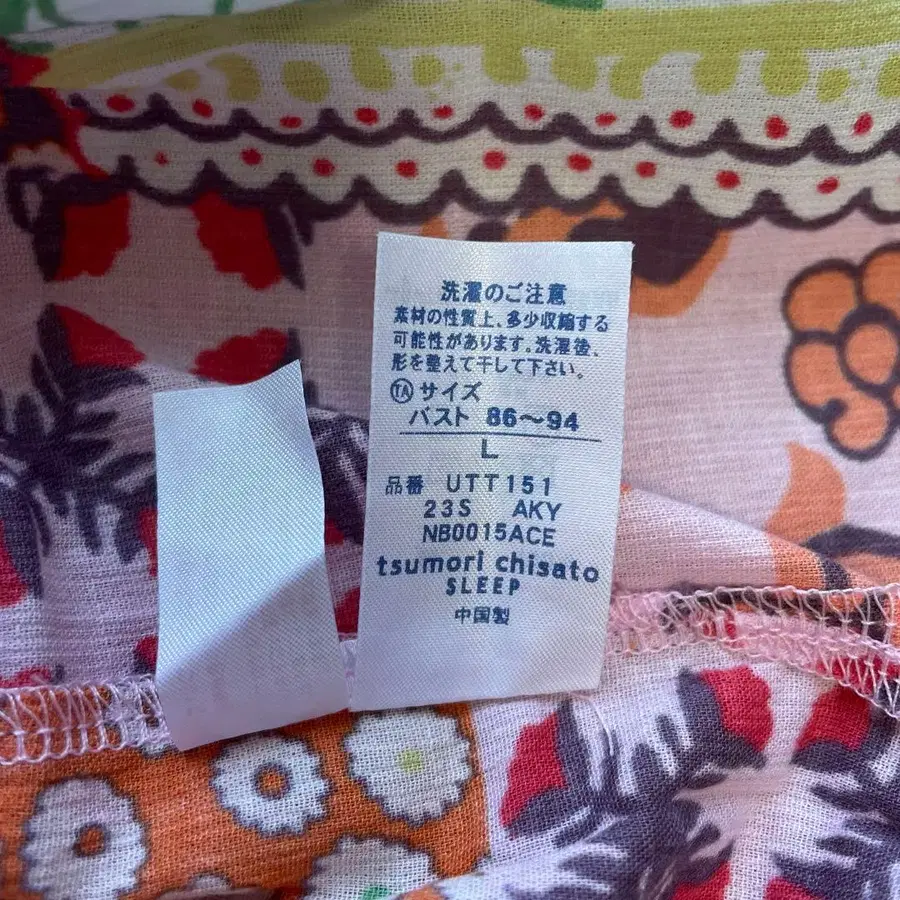 洗濯のご注意
素材の性質上、多少収縮する
可能性があります。洗濯後、
形を整えて干して下さい。
TA サイズ
バスト 86〜94
L
品番 UTT151
23S AKY
NB0015ACE
tsumori chisato
SLEEP
中国製